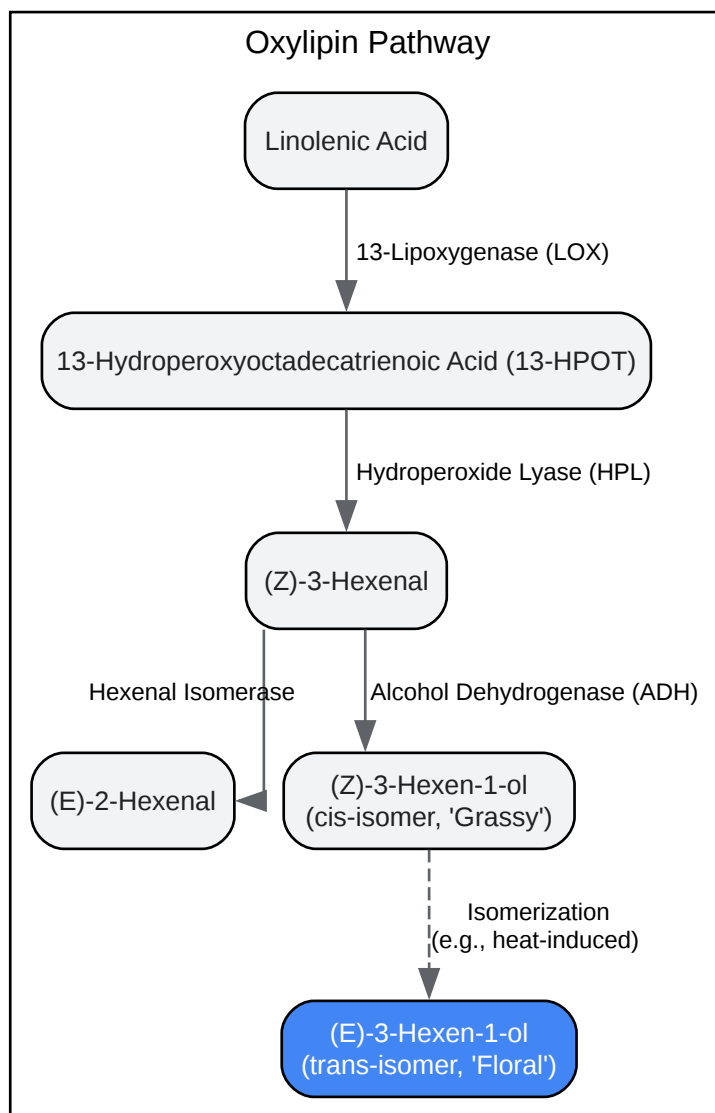 Oxylipin Pathway
Linolenic Acid
13-Lipoxygenase (LOX)
13-Hydroperoxyoctadecatrienoic Acid (13-HPOT)
Hydroperoxide Lyase (HPL)
(Z)-3-Hexenal
Hexenal Isomerase
Alcohol Dehydrogenase (ADH)
(E)-2-Hexenal
(Z)-3-Hexen-1-ol
(cis-isomer, 'Grassy')
Isomerization
(e.g., heat-induced)
(E)-3-Hexen-1-ol
(trans-isomer, 'Floral')